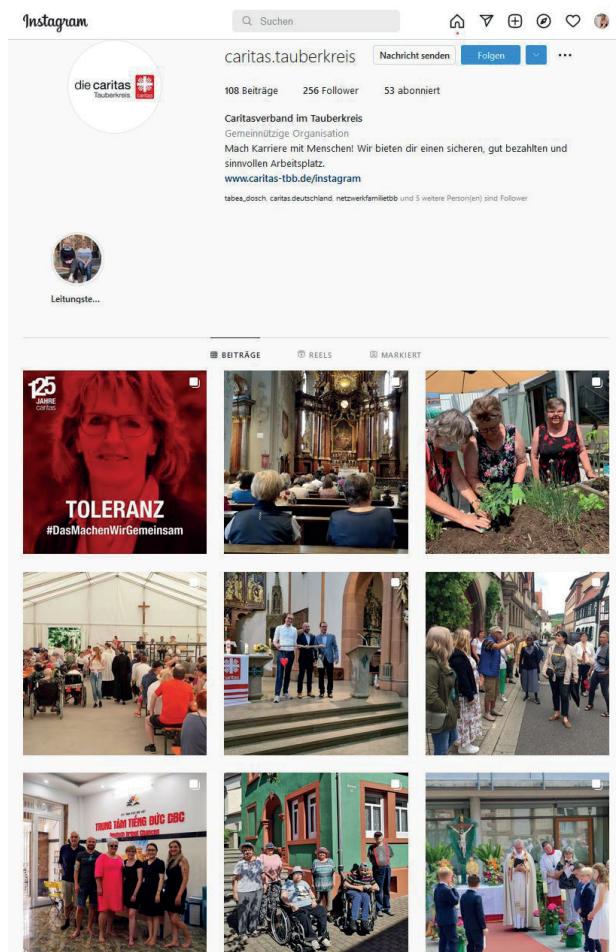 Instagram
Suchen
die caritas
Tauberkreis
caritas
caritas.tauberkreis
Nachricht senden
Folgen
108 Beiträge 256 Follower 53 abonniert
Caritasverband im Tauberkreis
Gemeinnützige Organisation
Mach Karriere mit Menschen! Wir bieten dir einen sicheren, gut bezahlten und
sinnvollen Arbeitsplatz.
www.caritas-tbb.de/instagram
tabea_dosch, caritas.deutschland, netzwerkfamilietbb und 5 weitere Person(en) sind Follower
Leitungste...
BEITRÄGE
REELS
MARKIERT
125
JAHRE
caritas
TOLERANZ
#DasMachenWirGemeinsam
caritas
TRUNG TÂM TIẾNG ĐỨC DBC